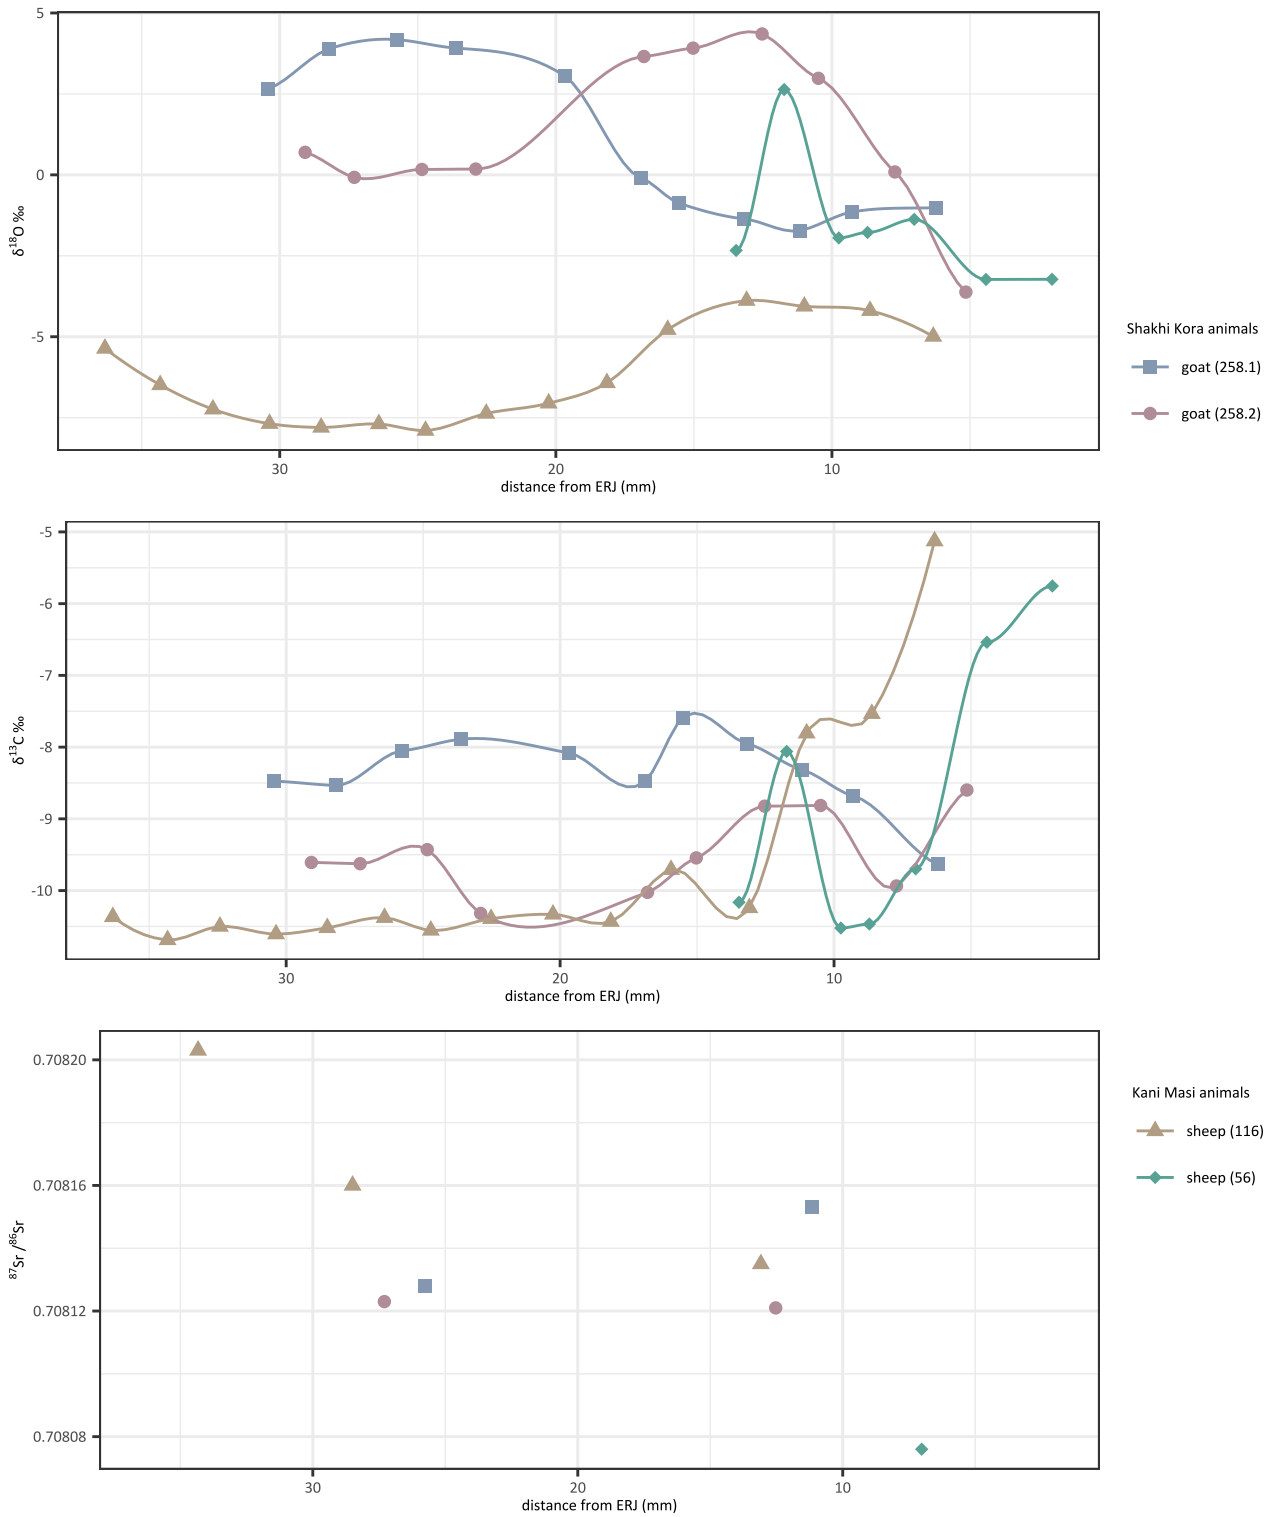 5
0
-5
δ¹⁸O ‰
30 20 10
distance from ERJ (mm)
Shakhi Kora animals
goat (258.1)
goat (258.2)
-5
-6
-7
-8
-9
-10
δ¹³C ‰
30 20 10
distance from ERJ (mm)
0.70820
0.70816
0.70812
0.70808
⁸⁷Sr /⁸⁶Sr
30 20 10
distance from ERJ (mm)
Kani Masi animals
sheep (116)
sheep (56)